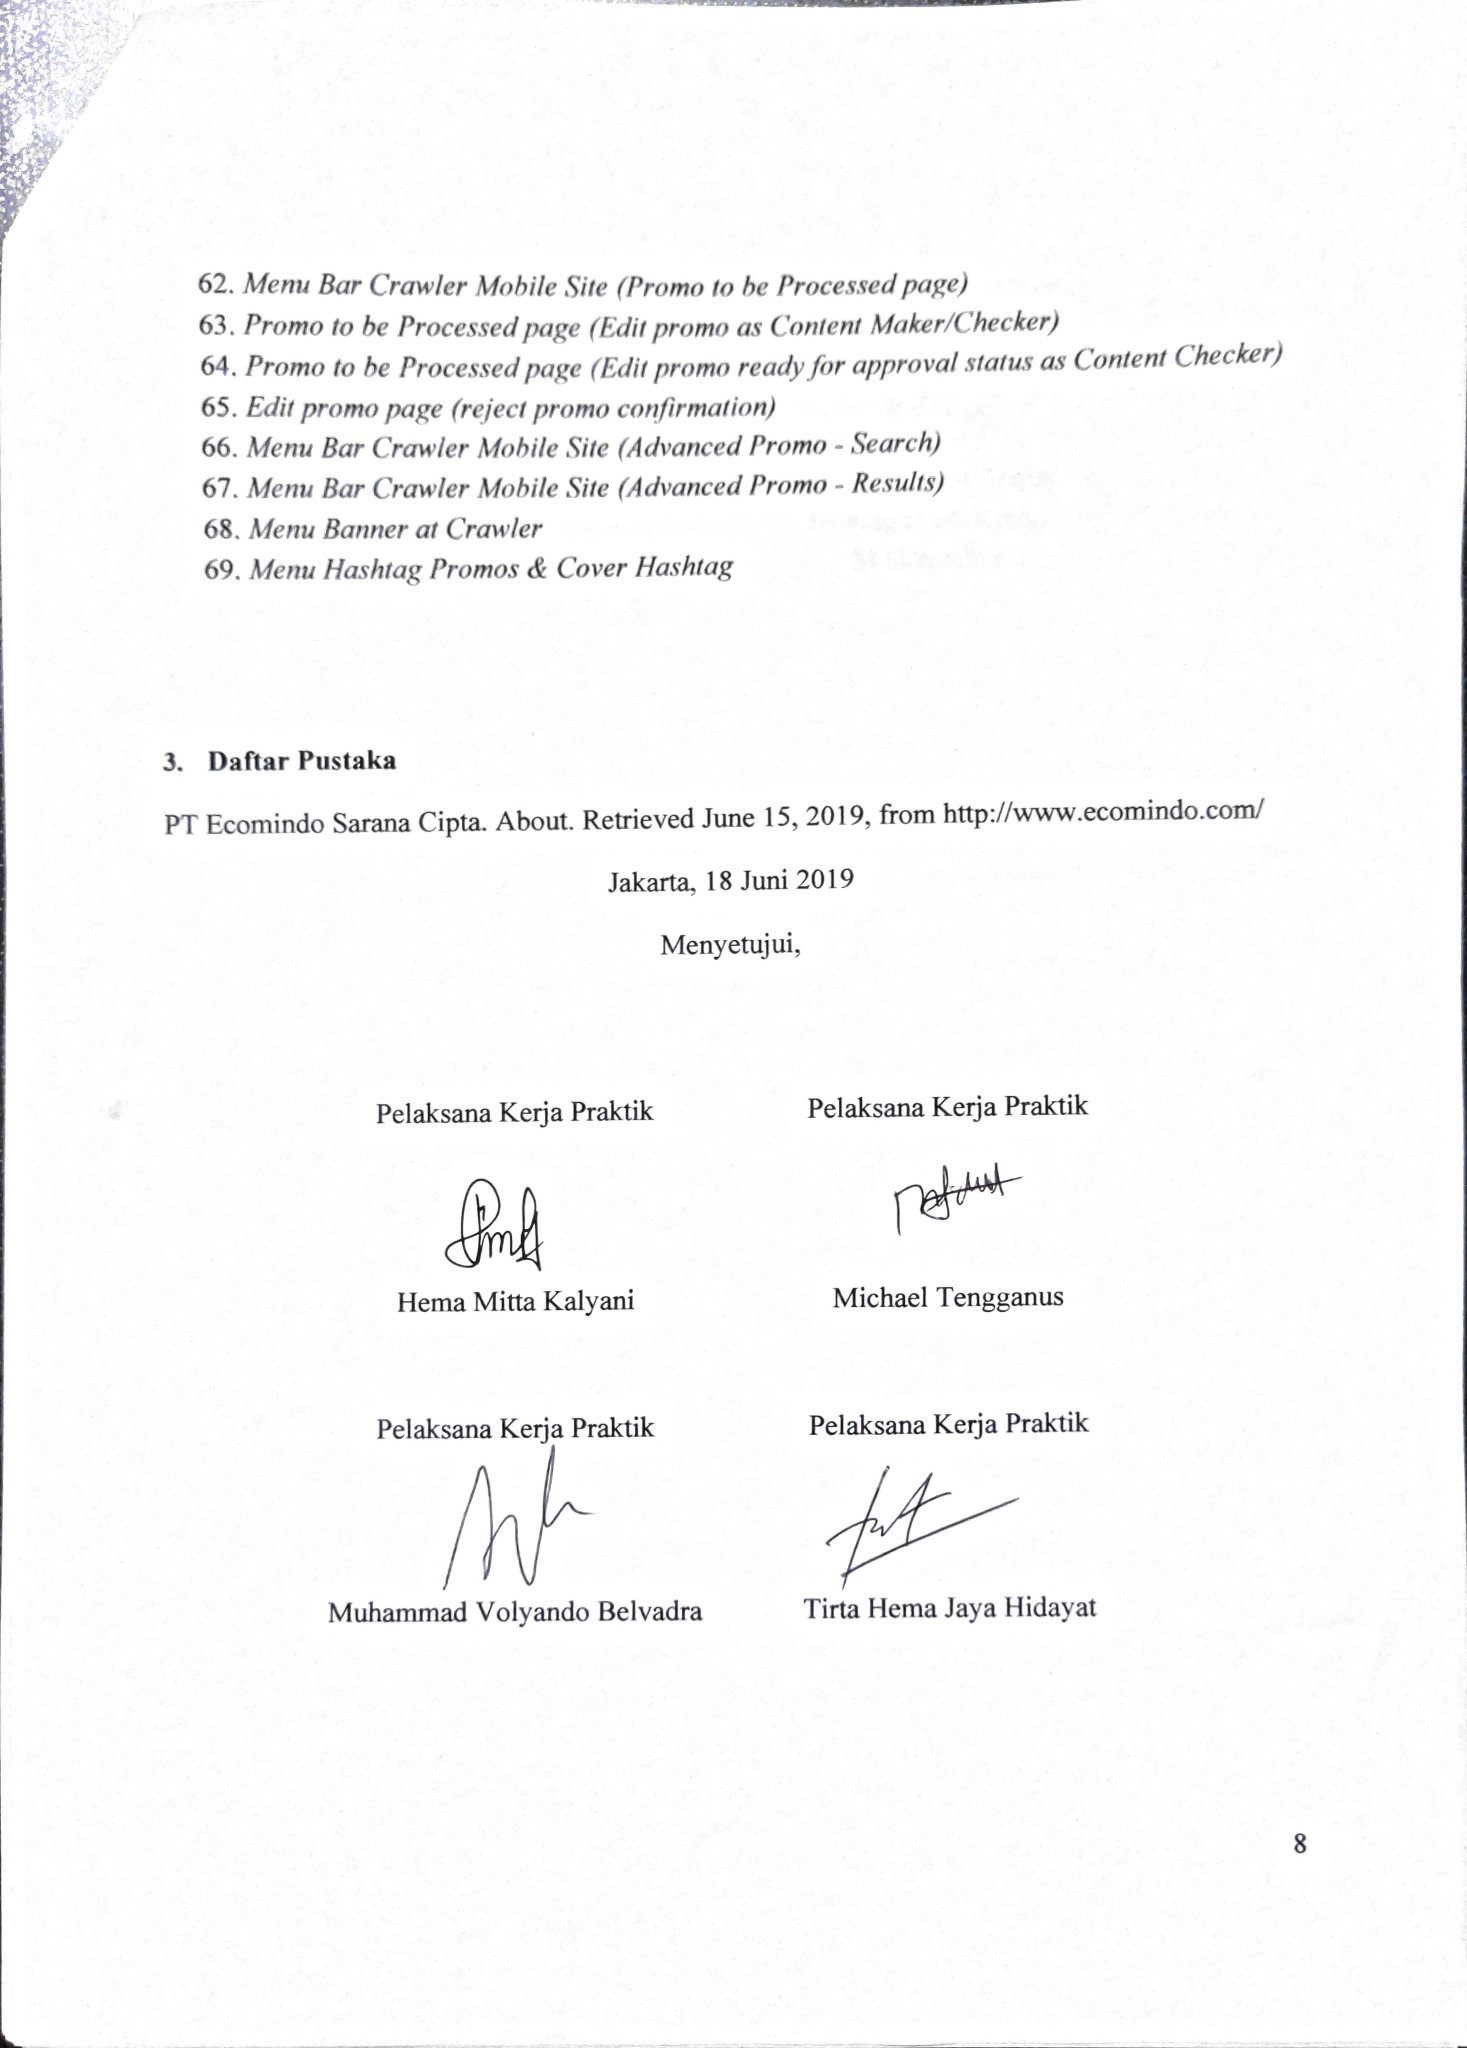 62. Menu Bar Crawler Mobile Site (Promo to be Processed page)
63. Promo to be Processed page (Edit promo as Content Maker/Checker)
64. Promo to be Processed page (Edit promo ready for approval status as Content Checker)
65. Edit promo page (reject promo confirmation)
66. Menu Bar Crawler Mobile Site (Advanced Promo - Search)
67. Menu Bar Crawler Mobile Site (Advanced Promo - Results)
68. Menu Banner at Crawler
69. Menu Hashtag Promos & Cover Hashtag
3. Daftar Pustaka
PT Ecomindo Sarana Cipta. About. Retrieved June 15, 2019, from http://www.ecomindo.com/
Jakarta, 18 Juni 2019
Menyetujui,
Pelaksana Kerja Praktik Pelaksana Kerja Praktik
Hema Mitta Kalyani Michael Tengganus
Pelaksana Kerja Praktik Pelaksana Kerja Praktik
Muhammad Volyando Belvadra Tirta Hema Jaya Hidayat
8